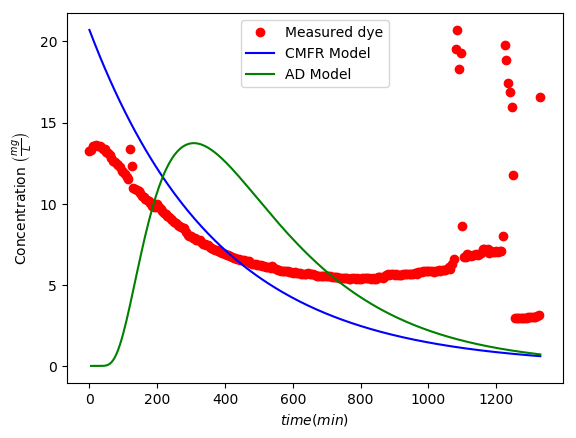 Measured dye
CMFR Model
AD Model
20
15
10
5
0
Concentration (mg/L)
0 200 400 600 800 1000 1200
time(min)